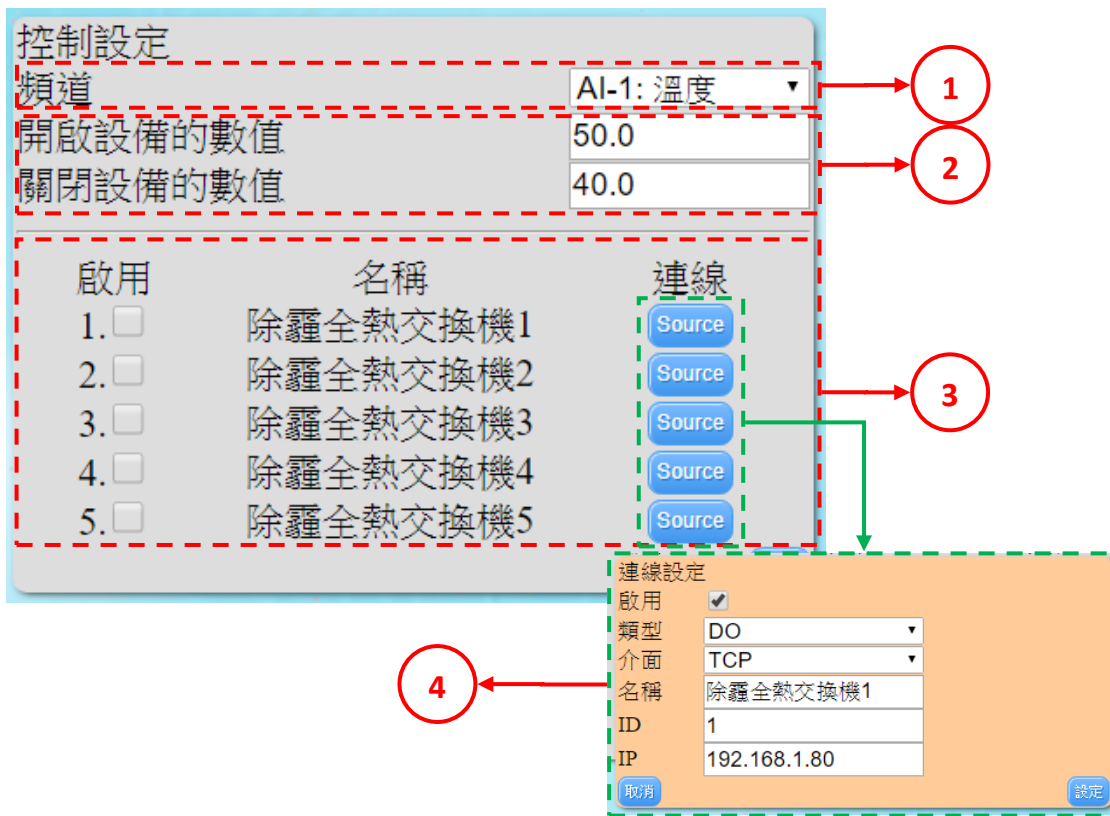 控制設定
頻道 AI-1: 溫度
1
開啟設備的數值 50.0
關閉設備的數值 40.0
2
啟用 名稱 連線
1. 除霾全熱交換機1 Source
2. 除霾全熱交換機2 Source
3. 除霾全熱交換機3 Source
4. 除霾全熱交換機4 Source
5. 除霾全熱交換機5 Source
3
連線設定
啟用
類型 DO
介面 TCP
名稱 除霾全熱交換機1
ID 1
IP 192.168.1.80
取消 設定
4